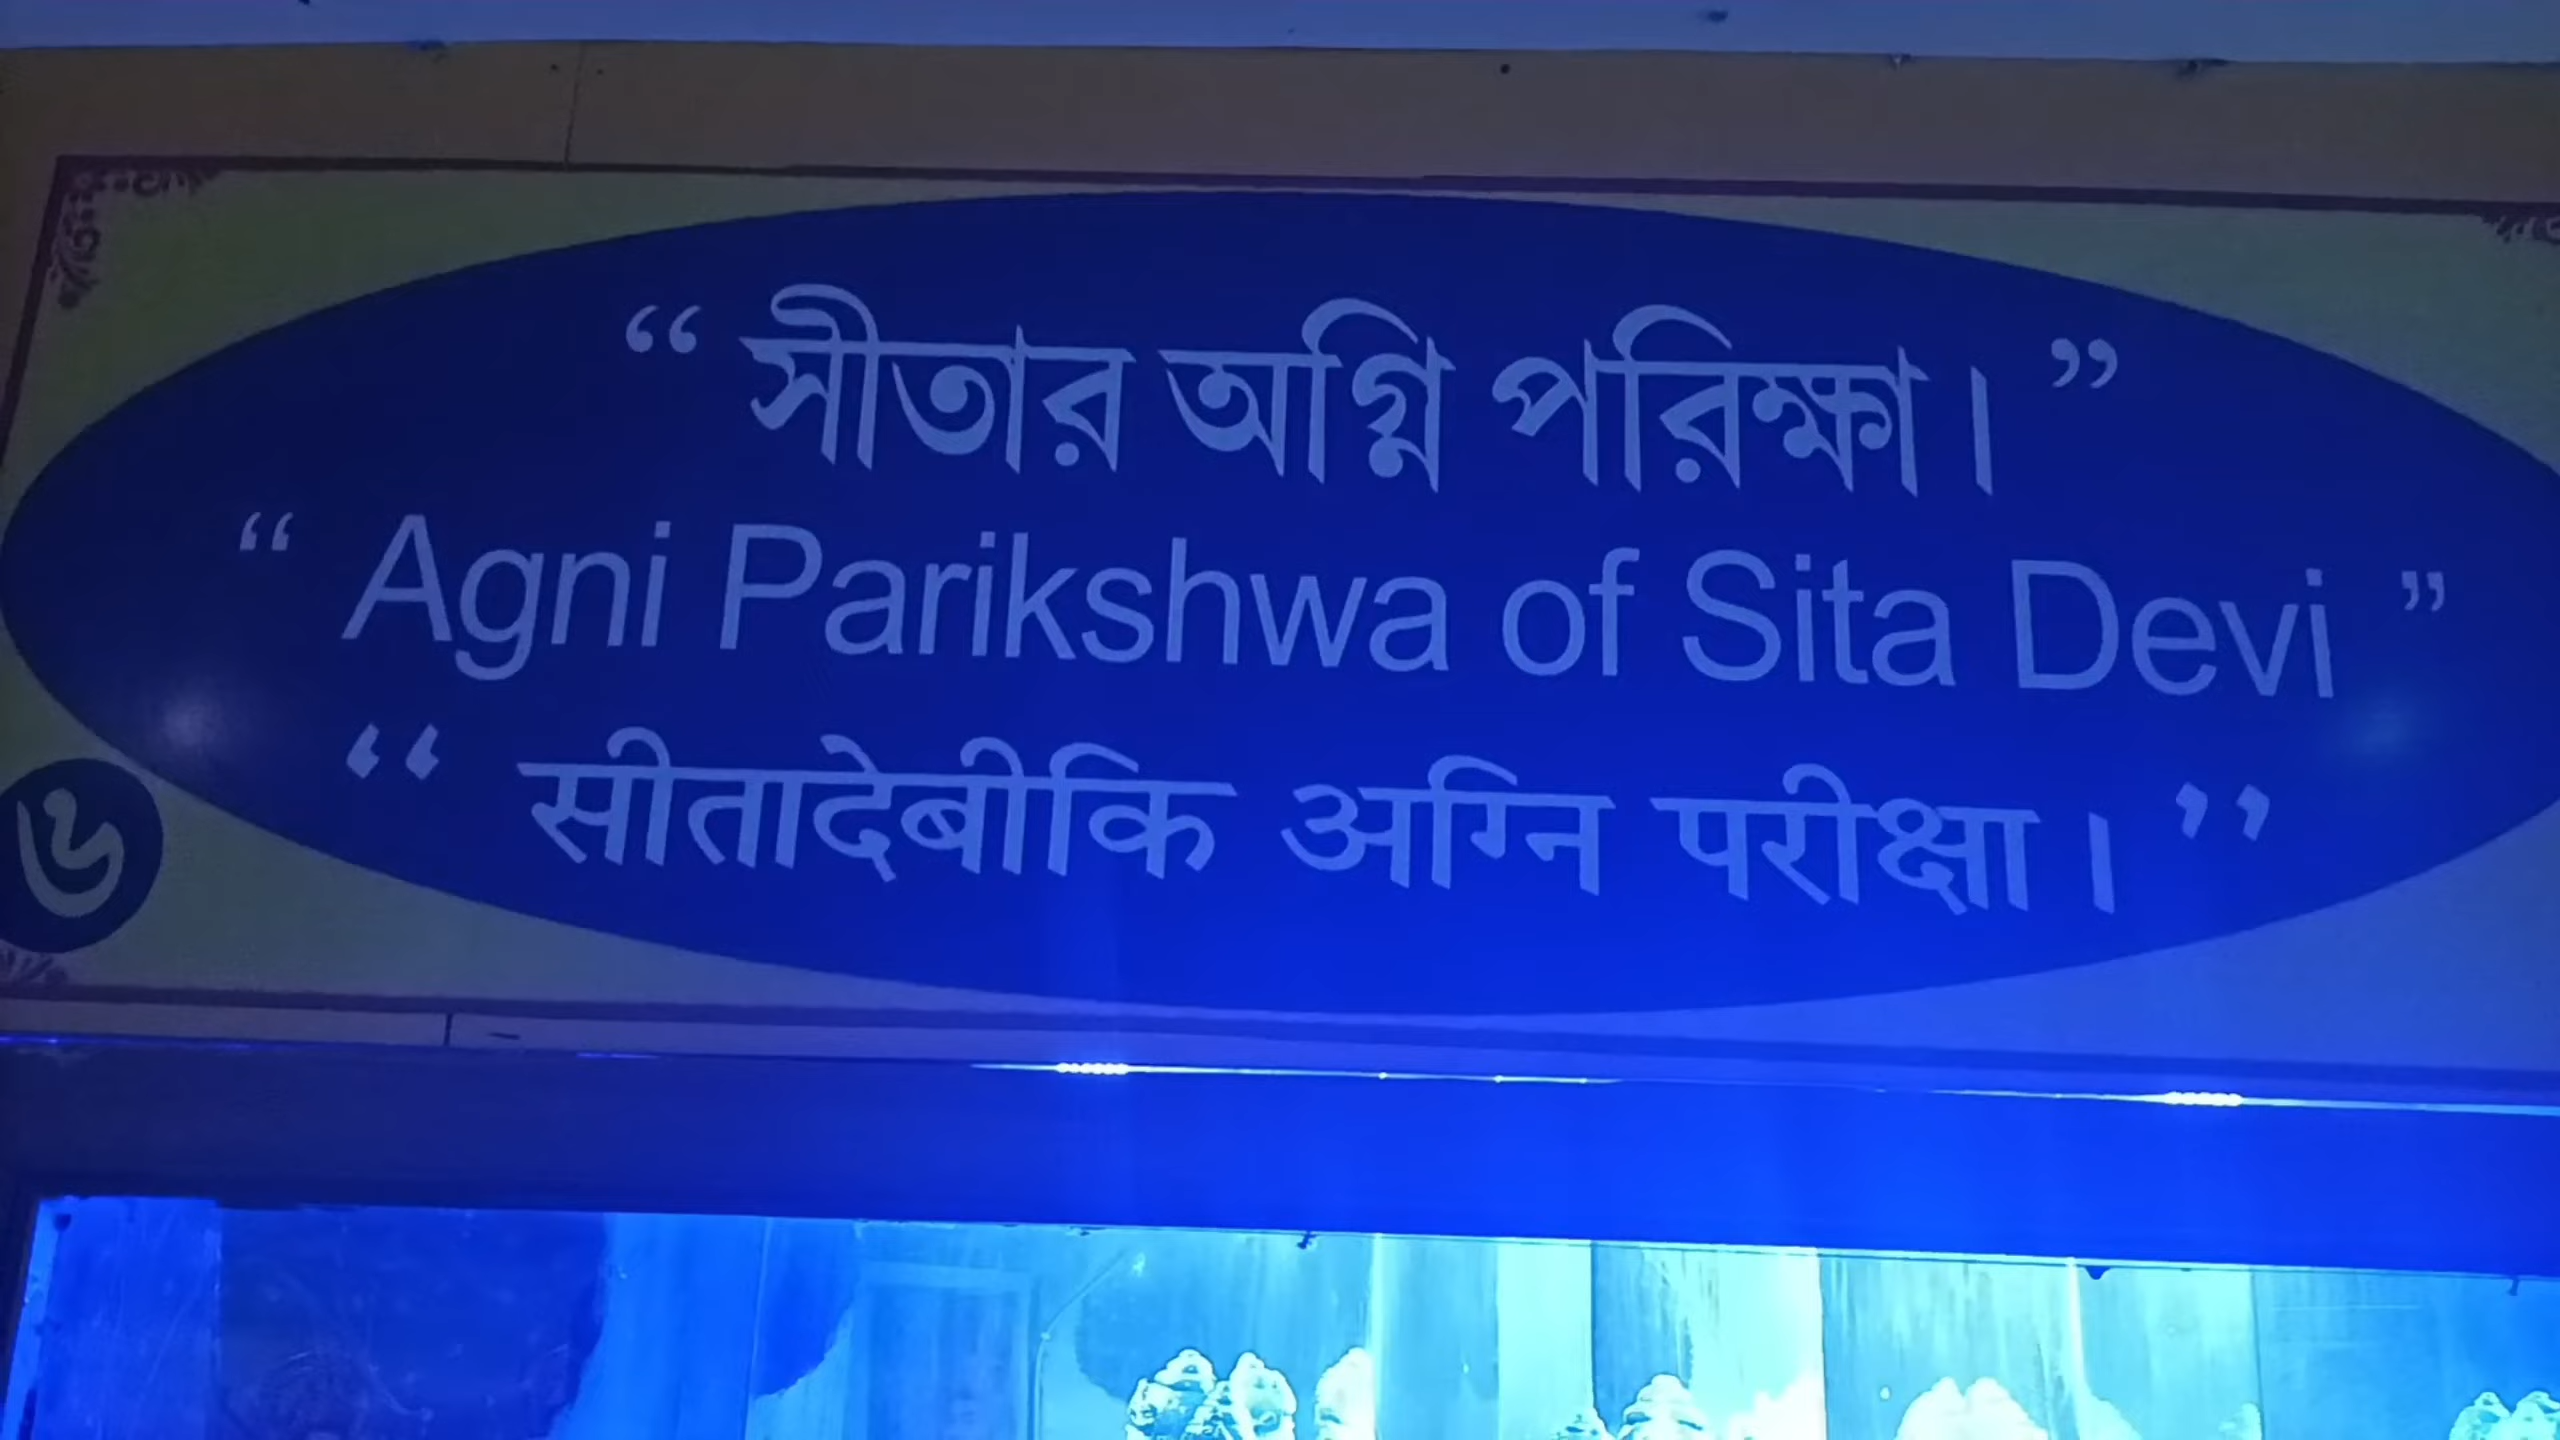 “সীতার অগ্নি পরিক্ষা।”
“ Agni Parikshwa of Sita Devi ”
“ सीतादेबीकि अग्नि परीक्षा। ”
৬